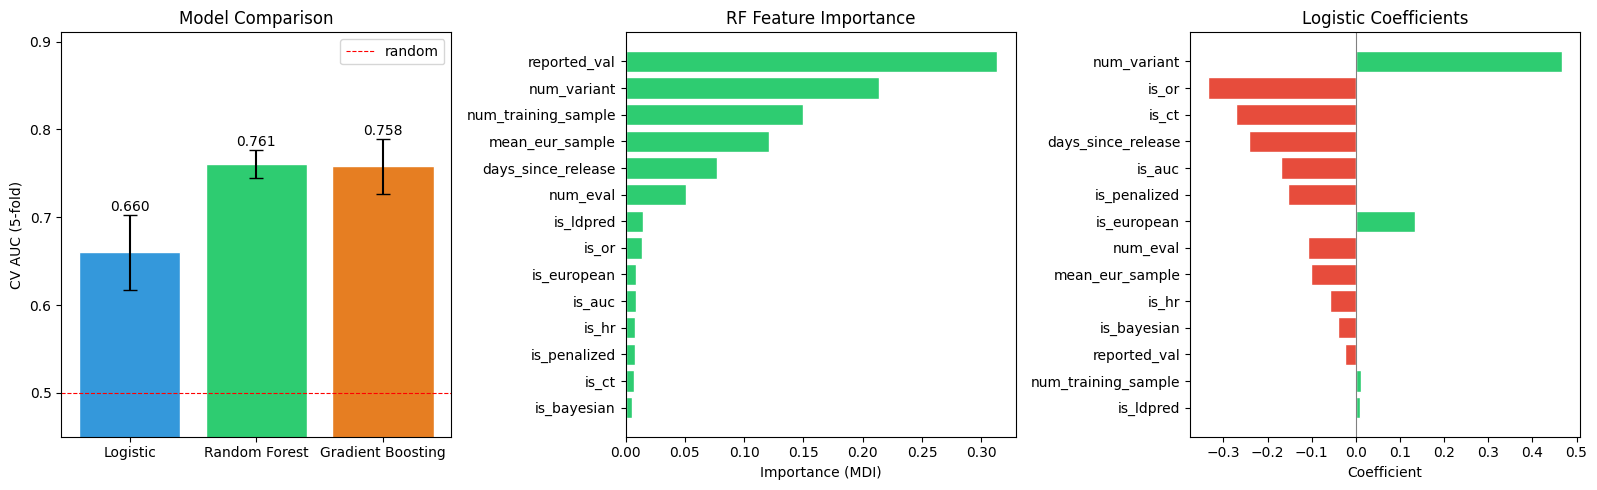 Model Comparison
CV AUC (5-fold)
0.9
0.8
0.7
0.6
0.5
random
0.660
0.761
0.758
Logistic
Random Forest
Gradient Boosting
RF Feature Importance
reported_val
num_variant
num_training_sample
mean_eur_sample
days_since_release
num_eval
is_ldpred
is_or
is_european
is_auc
is_hr
is_penalized
is_ct
is_bayesian
0.00 0.05 0.10 0.15 0.20 0.25 0.30
Importance (MDI)
Logistic Coefficients
num_variant
is_or
is_ct
days_since_release
is_auc
is_penalized
is_european
num_eval
mean_eur_sample
is_hr
is_bayesian
reported_val
num_training_sample
is_ldpred
−0.3 −0.2 −0.1 0.0 0.1 0.2 0.3 0.4 0.5
Coefficient